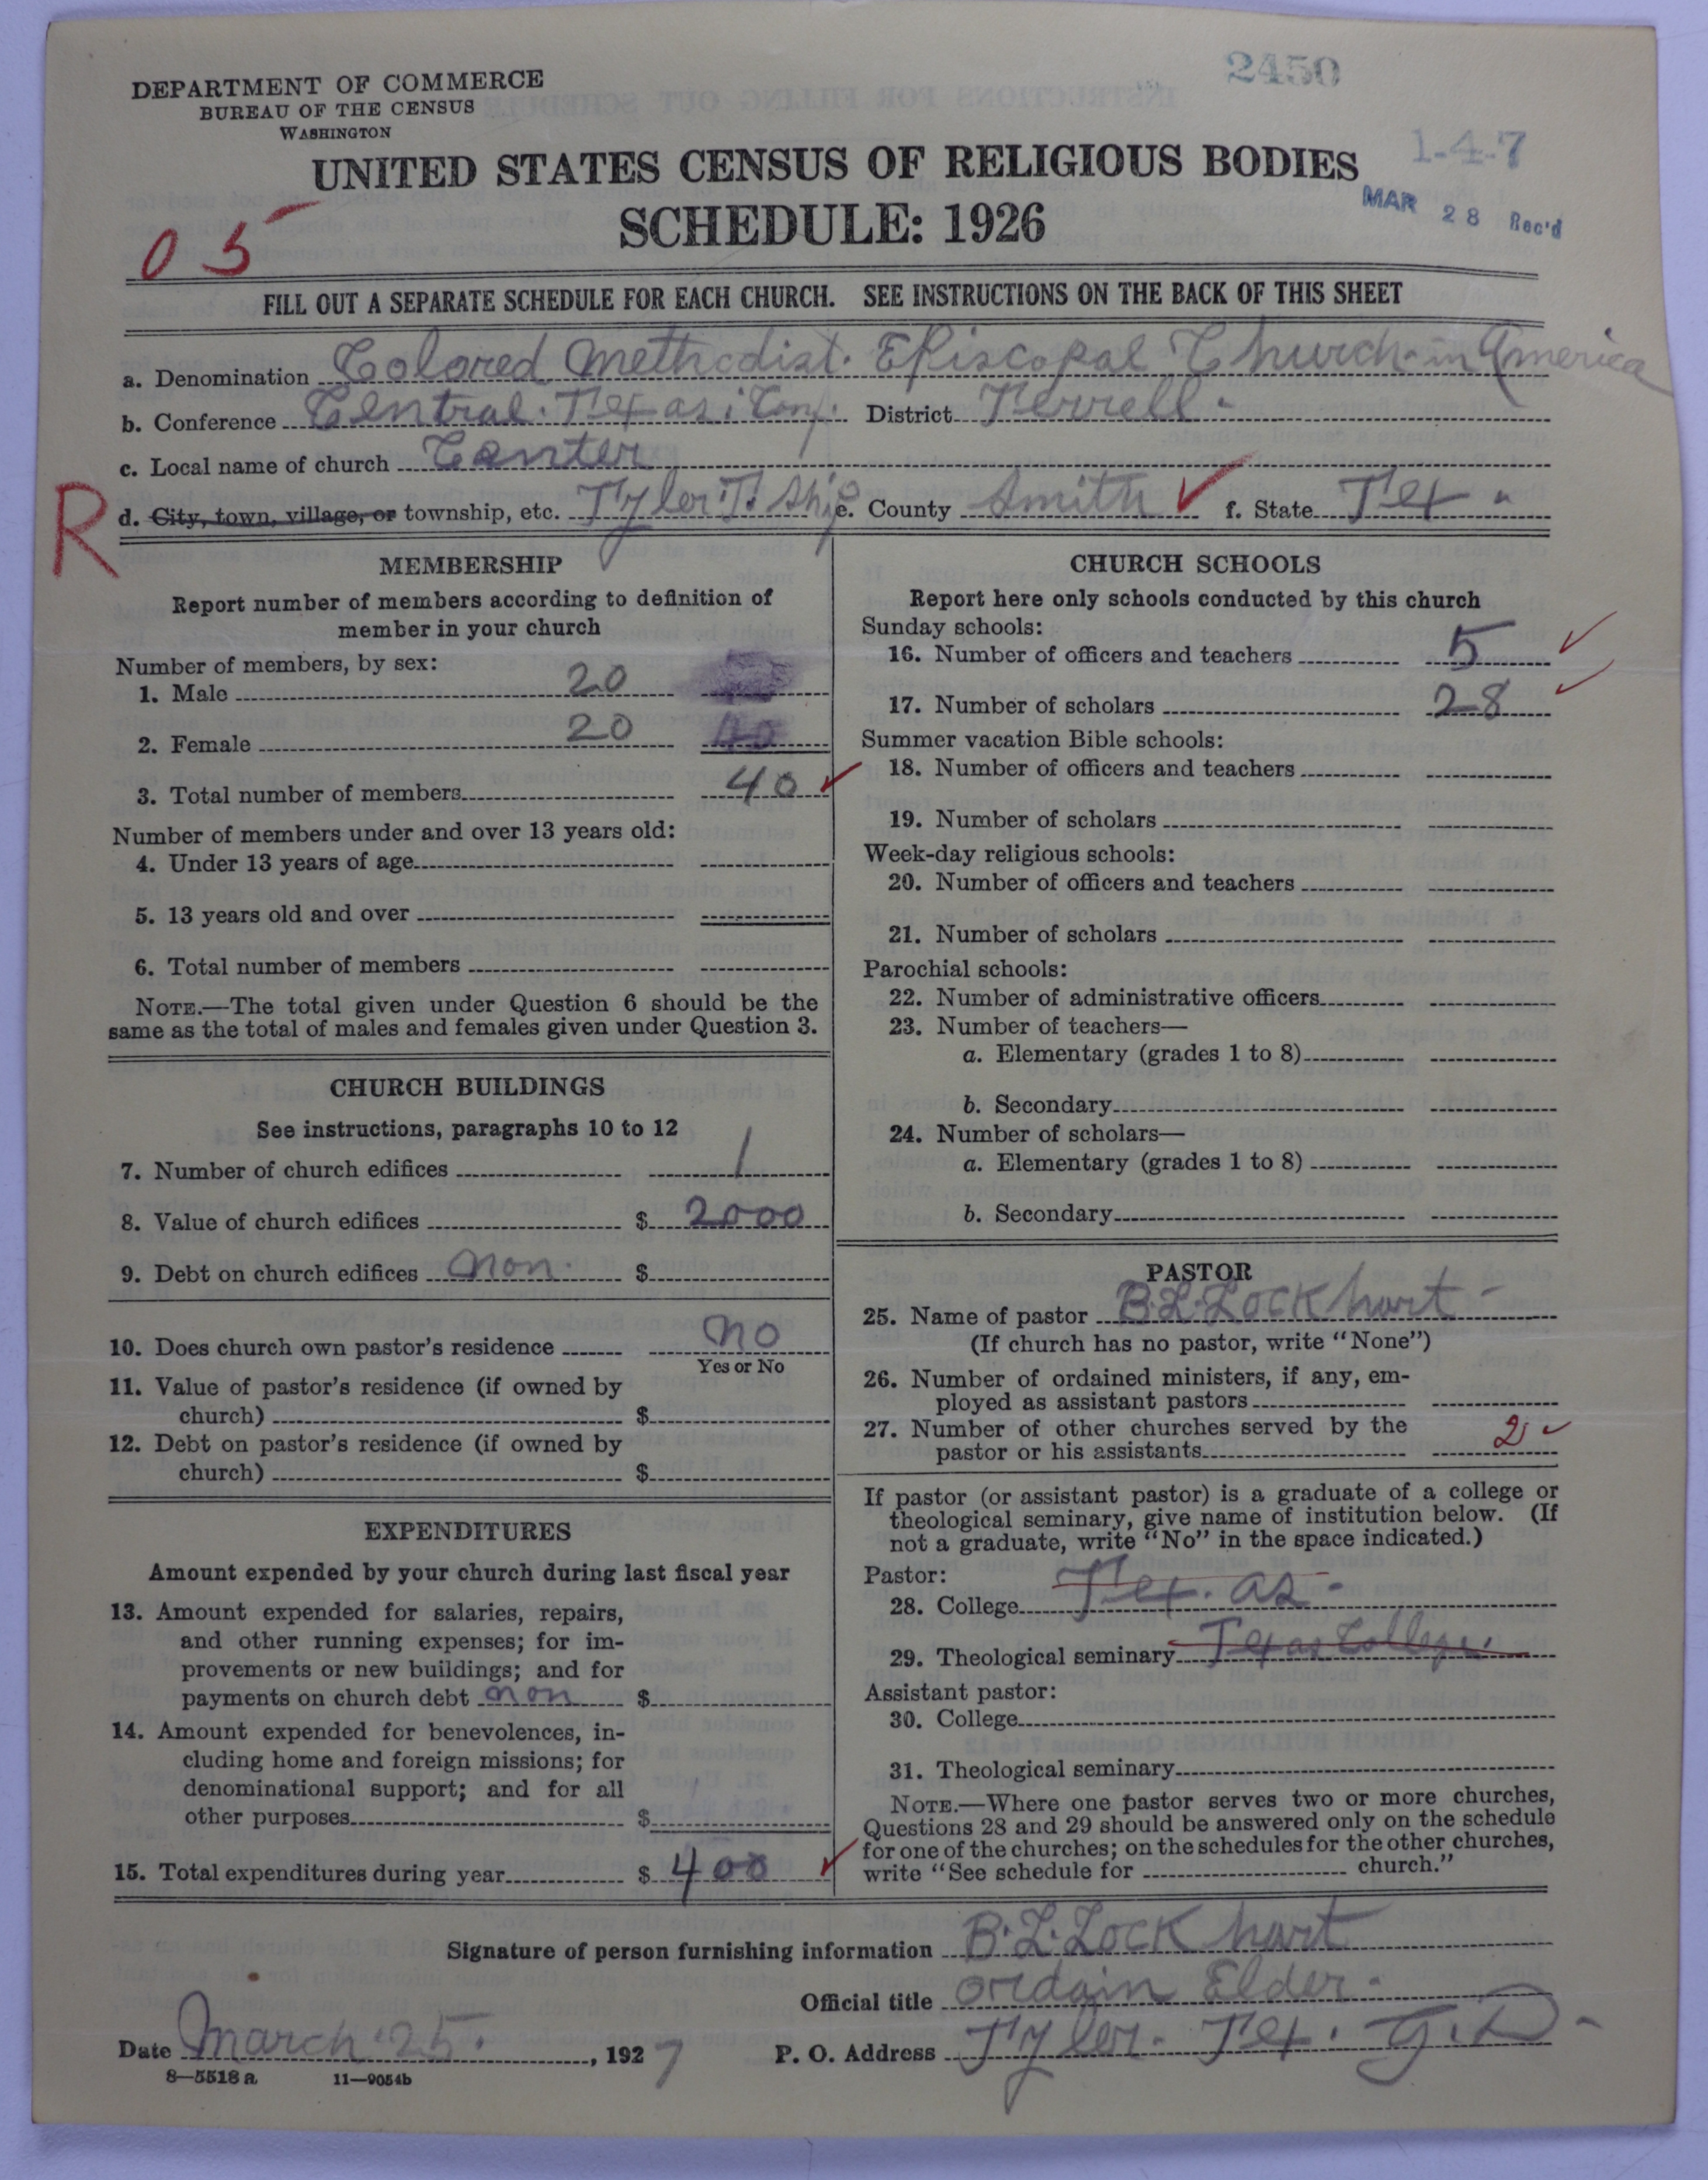 2450
DEPARTMENT OF COMMERCE
BUREAU OF THE CENSUS
WASHINGTON
1-4-7
UNITED STATES CENSUS OF RELIGIOUS BODIES
MAR 28 Rec'd
SCHEDULE: 1926
05
FILL OUT A SEPARATE SCHEDULE FOR EACH CHURCH. SEE INSTRUCTIONS ON THE BACK OF THIS SHEET
a. Denomination Colored Methodist Episcopal Church in America
b. Conference Central Texas Conf. District Terrell
c. Local name of church Center
R
d. City, town, village, or township, etc. Tyler T. Ship e. County Smith f. State Tex
MEMBERSHIP
Report number of members according to definition of
member in your church
Number of members, by sex:
1. Male 20
2. Female 20 40
3. Total number of members 40
Number of members under and over 13 years old:
4. Under 13 years of age
5. 13 years old and over
6. Total number of members
NOTE.—The total given under Question 6 should be the
same as the total of males and females given under Question 3.
CHURCH BUILDINGS
See instructions, paragraphs 10 to 12
7. Number of church edifices 1
8. Value of church edifices $ 2000
9. Debt on church edifices non. $
10. Does church own pastor's residence no
Yes or No
11. Value of pastor's residence (if owned by
church) $
12. Debt on pastor's residence (if owned by
church) $
EXPENDITURES
Amount expended by your church during last fiscal year
13. Amount expended for salaries, repairs,
and other running expenses; for im-
provements or new buildings; and for
payments on church debt non $
14. Amount expended for benevolences, in-
cluding home and foreign missions; for
denominational support; and for all
other purposes $
15. Total expenditures during year $ 400
CHURCH SCHOOLS
Report here only schools conducted by this church
Sunday schools:
16. Number of officers and teachers 5
17. Number of scholars 28
Summer vacation Bible schools:
18. Number of officers and teachers
19. Number of scholars
Week-day religious schools:
20. Number of officers and teachers
21. Number of scholars
Parochial schools:
22. Number of administrative officers
23. Number of teachers—
a. Elementary (grades 1 to 8)
b. Secondary
24. Number of scholars—
a. Elementary (grades 1 to 8)
b. Secondary
PASTOR
25. Name of pastor B.L. Lockhart
(If church has no pastor, write "None")
26. Number of ordained ministers, if any, em-
ployed as assistant pastors
27. Number of other churches served by the
pastor or his assistants 2
If pastor (or assistant pastor) is a graduate of a college or
theological seminary, give name of institution below. (If
not a graduate, write "No" in the space indicated.)
Pastor:
28. College Tex. as
29. Theological seminary Texas College.
Assistant pastor:
30. College
31. Theological seminary
NOTE.—Where one pastor serves two or more churches,
Questions 28 and 29 should be answered only on the schedule
for one of the churches; on the schedules for the other churches,
write "See schedule for church."
Signature of person furnishing information B.L. Lockhart
Official title ordain Elder
Date March 25, 1927 P. O. Address Tyler. Tex.
8—5518 a 11—9054b